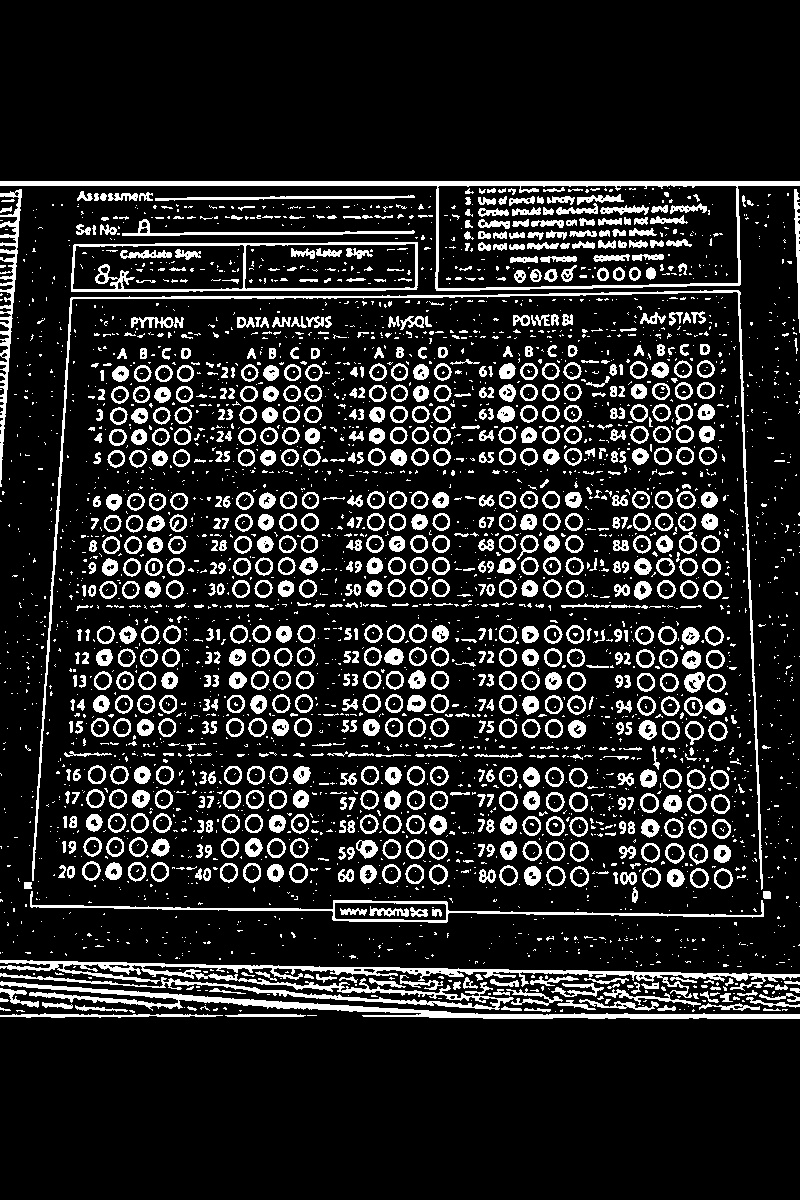 Assessment:
Set No: A
3. Use of pencil is strictly prohibited.
4. Circles should be darkened completely and properly.
5. Cutting and erasing on this sheet is not allowed.
6. Do not use any stray marks on the sheet.
7. Do not use marker or white fluid to hide the mark.
WRONG METHODS CORRECT METHOD
Candidate Sign: Invigilator Sign:
PYTHON DATA ANALYSIS MySQL POWER BI Adv STATS
A B C D A B C D A B C D A B C D A B C D
1 21 41 61 81
2 22 42 62 82
3 23 43 63 83
4 24 44 64 84
5 25 45 65 85
6 26 46 66 86
7 27 47 67 87
8 28 48 68 88
9 29 49 69 89
10 30 50 70 90
11 31 51 71 91
12 32 52 72 92
13 33 53 73 93
14 34 54 74 94
15 35 55 75 95
16 36 56 76 96
17 37 57 77 97
18 38 58 78 98
19 39 59 79 99
20 40 60 80 100
www.innomatics.in